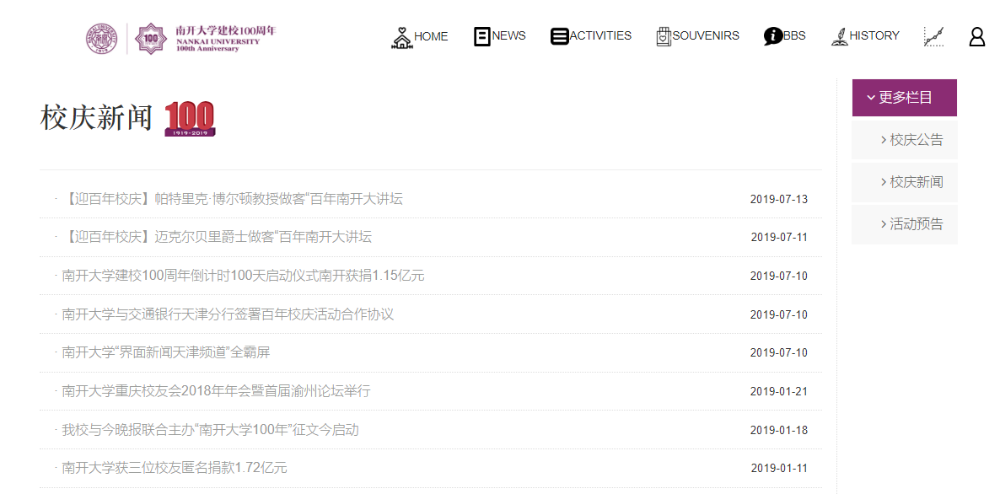 南开大学建校100周年
NANKAI UNIVERSITY
100th Anniversary
HOME
NEWS
ACTIVITIES
SOUVENIRS
BBS
HISTORY
校庆新闻 100
1919-2019
· 【迎百年校庆】帕特里克·博尔顿教授做客“百年南开大讲坛 2019-07-13
· 【迎百年校庆】迈克尔贝里爵士做客“百年南开大讲坛 2019-07-11
· 南开大学建校100周年倒计时100天启动仪式南开获捐1.15亿元 2019-07-10
· 南开大学与交通银行天津分行签署百年校庆活动合作协议 2019-07-10
· 南开大学“界面新闻天津频道”全霸屏 2019-07-10
· 南开大学重庆校友会2018年年会暨首届渝州论坛举行 2019-01-21
· 我校与今晚报联合主办“南开大学100年”征文今启动 2019-01-18
· 南开大学获三位校友匿名捐款1.72亿元 2019-01-11
更多栏目
校庆公告
校庆新闻
活动预告